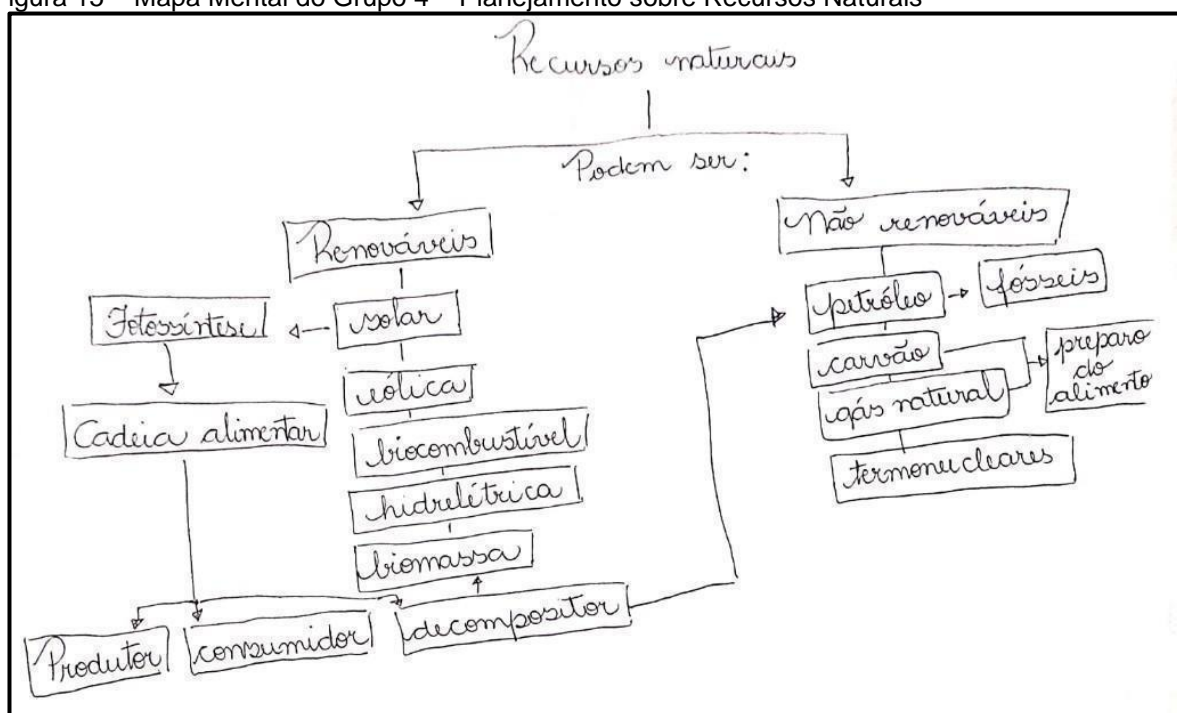 igura 15 – Mapa Mental do Grupo 4 – Planejamento sobre Recursos Naturais
Recursos naturais
Podem ser:
Renováveis
Não renováveis
Fotossíntese
solar
petróleo
fósseis
Cadeia alimentar
eólica
carvão
preparo
do
alimento
biocombustível
gás natural
hidrelétrica
termonucleares
biomassa
Produtor
consumidor
decompositor